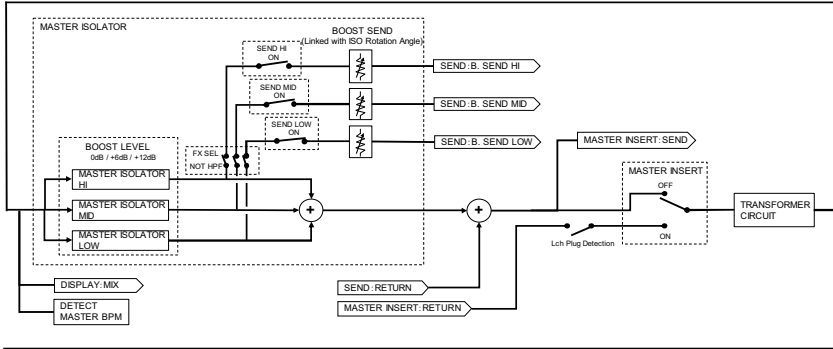 MASTER ISOLATOR
BOOST SEND
(Linked with ISO Rotation Angle)
SEND HI
ON
SEND:B. SEND HI
SEND MID
ON
SEND:B. SEND MID
SEND LOW
ON
SEND:B. SEND LOW
MASTER INSERT:SEND
BOOST LEVEL
0dB / +6dB / +12dB
FX SEL
NOT HPF
MASTER ISOLATOR
HI
MASTER ISOLATOR
MID
MASTER ISOLATOR
LOW
MASTER INSERT
OFF
ON
TRANSFORMER
CIRCUIT
Lch Plug Detection
DISPLAY:MIX
SEND:RETURN
DETECT
MASTER BPM
MASTER INSERT:RETURN